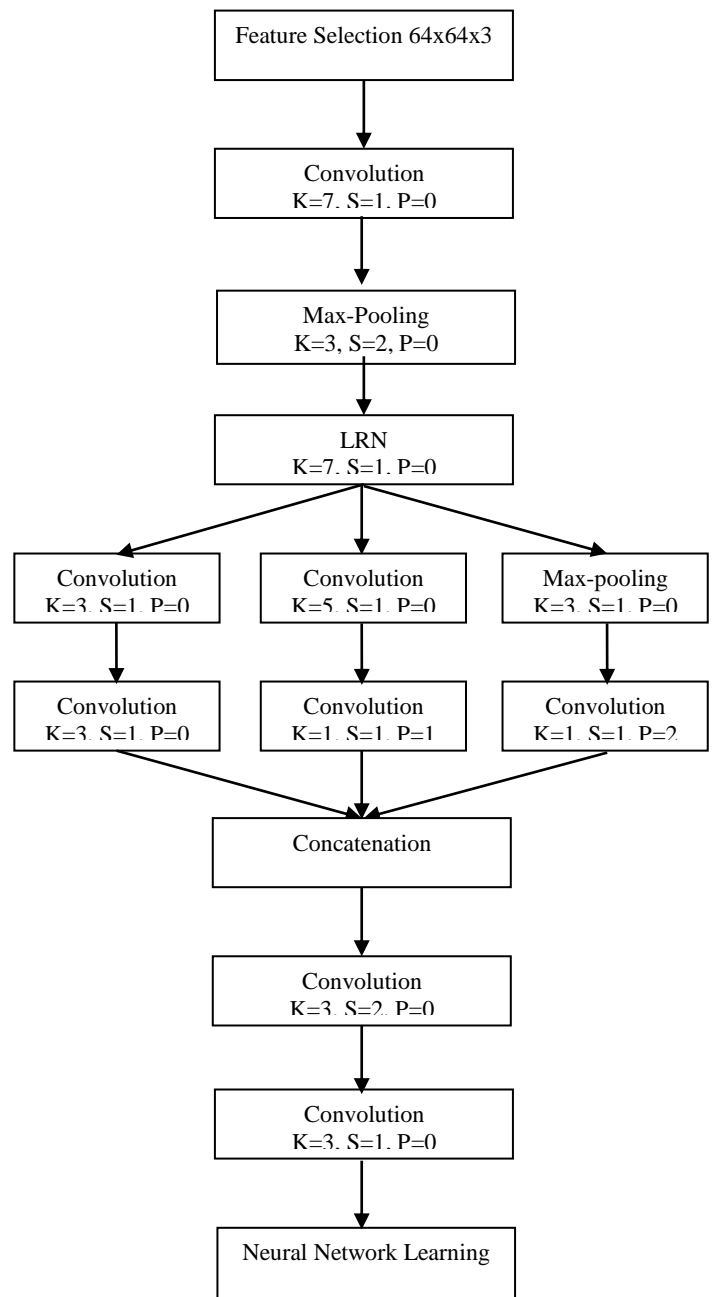 Feature Selection 64x64x3
Convolution
K=7, S=1, P=0
Max-Pooling
K=3, S=2, P=0
LRN
K=7, S=1, P=0
Convolution
K=3, S=1, P=0
Convolution
K=5, S=1, P=0
Max-pooling
K=3, S=1, P=0
Convolution
K=3, S=1, P=0
Convolution
K=1, S=1, P=1
Convolution
K=1, S=1, P=2
Concatenation
Convolution
K=3, S=2, P=0
Convolution
K=3, S=1, P=0
Neural Network Learning